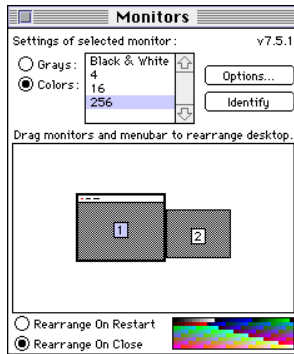 Monitors
Settings of selected monitor: v7.5.1
Grays: Black & White
4
Colors: 16
256
Options...
Identify
Drag monitors and menubar to rearrange desktop.
1
2
Rearrange On Restart
Rearrange On Close